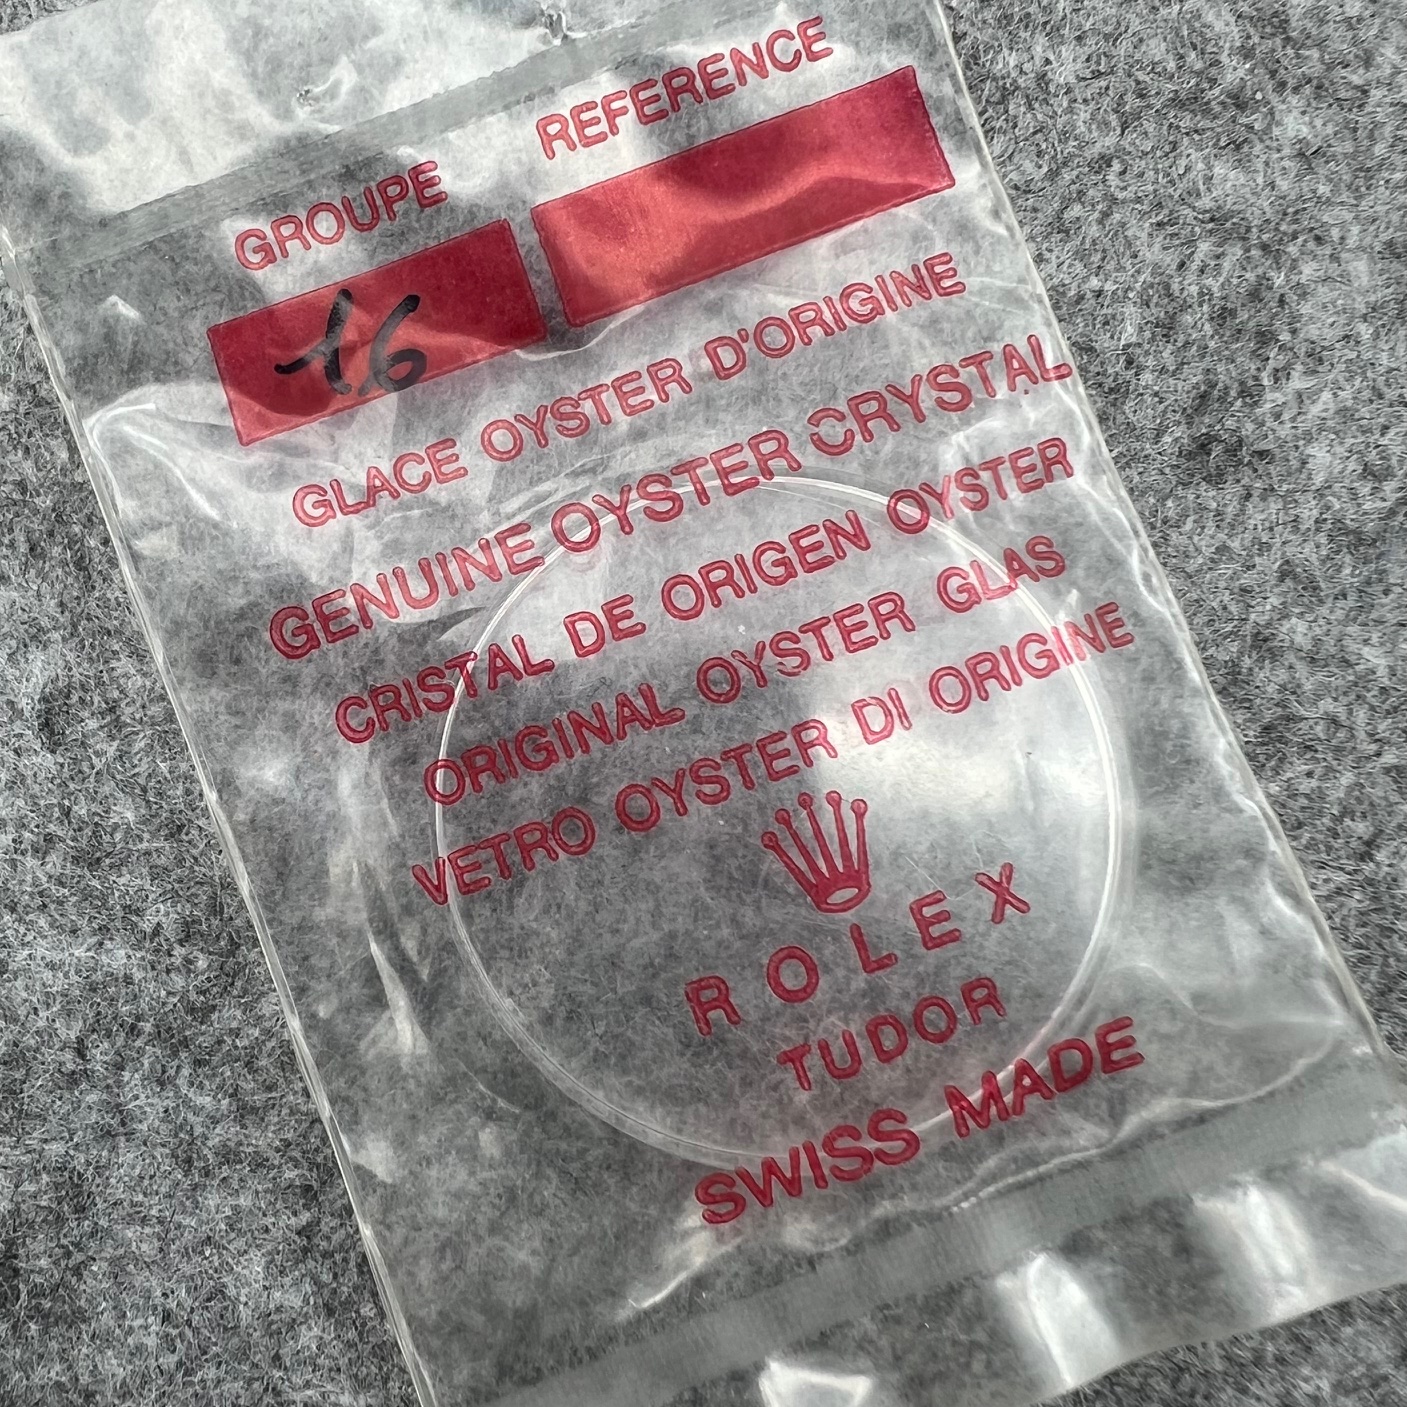 GROUPE REFERENCE
16
GLACE OYSTER D'ORIGINE
GENUINE OYSTER CRYSTAL
CRISTAL DE ORIGEN OYSTER
ORIGINAL OYSTER GLAS
VETRO OYSTER DI ORIGINE
ROLEX
TUDOR
SWISS MADE